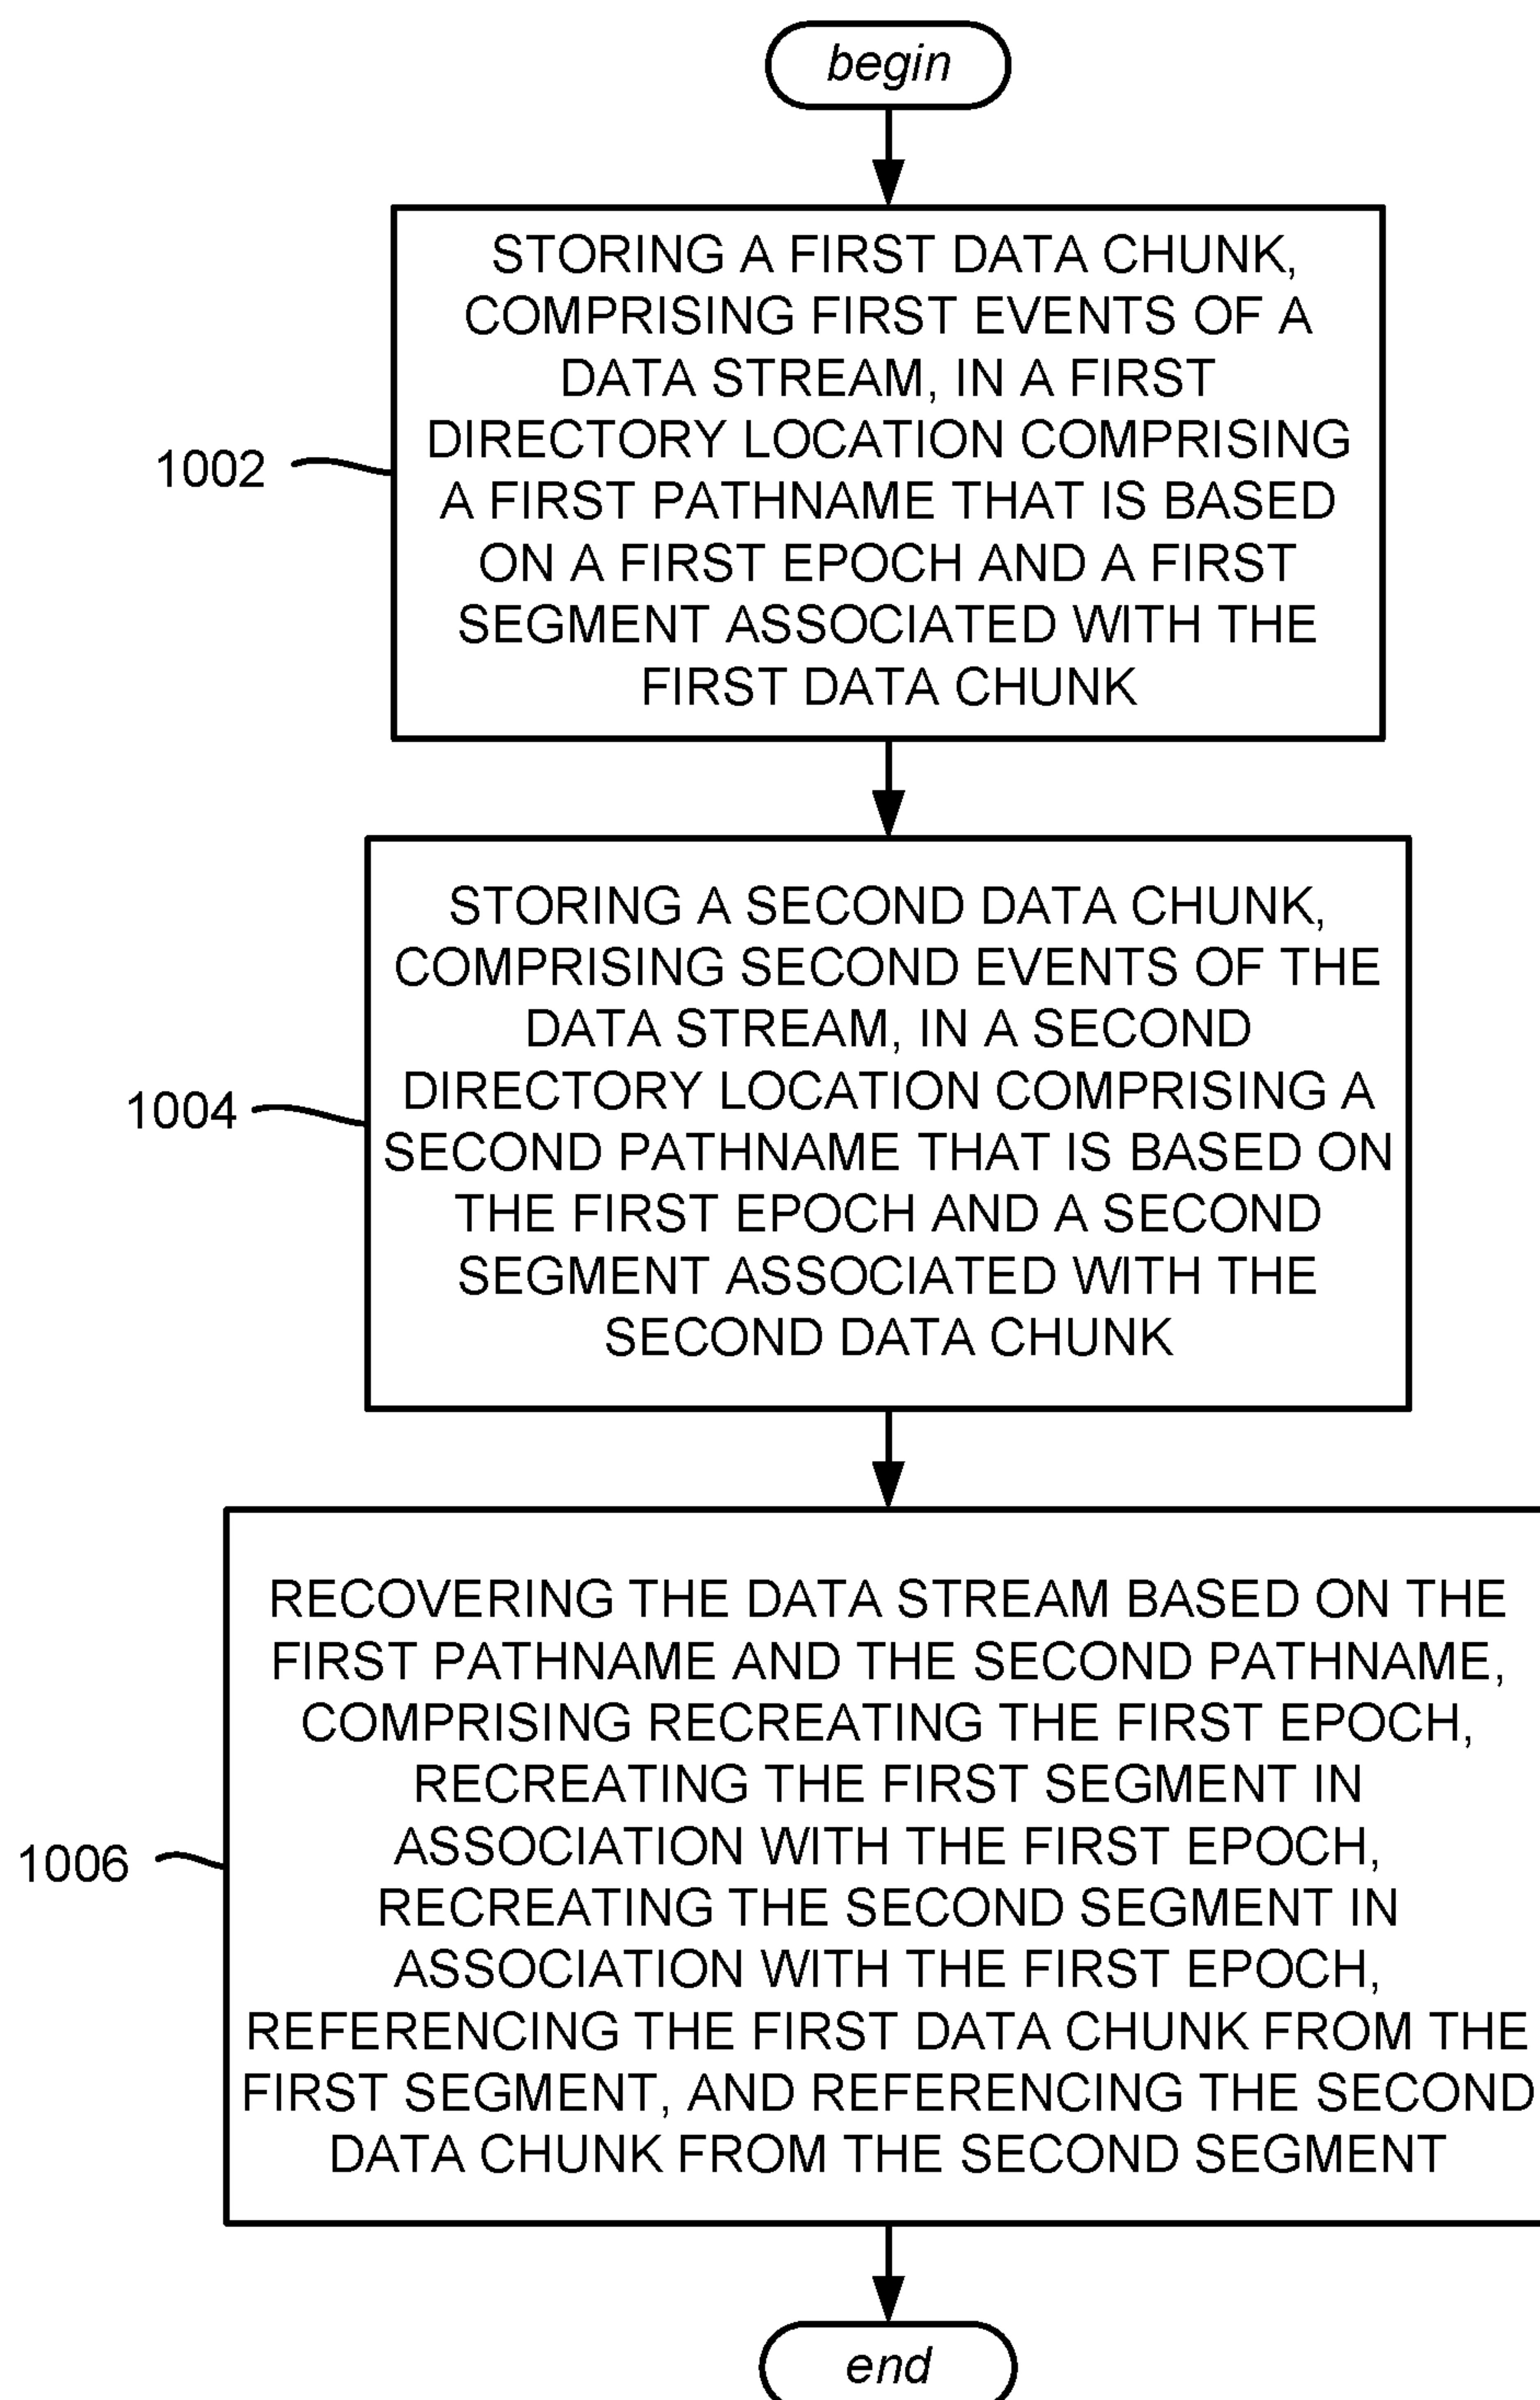 begin
STORING A FIRST DATA CHUNK,
COMPRISING FIRST EVENTS OF A
DATA STREAM, IN A FIRST
DIRECTORY LOCATION COMPRISING
A FIRST PATHNAME THAT IS BASED
ON A FIRST EPOCH AND A FIRST
SEGMENT ASSOCIATED WITH THE
FIRST DATA CHUNK
1002
STORING A SECOND DATA CHUNK,
COMPRISING SECOND EVENTS OF THE
DATA STREAM, IN A SECOND
DIRECTORY LOCATION COMPRISING A
SECOND PATHNAME THAT IS BASED ON
THE FIRST EPOCH AND A SECOND
SEGMENT ASSOCIATED WITH THE
SECOND DATA CHUNK
1004
RECOVERING THE DATA STREAM BASED ON THE
FIRST PATHNAME AND THE SECOND PATHNAME,
COMPRISING RECREATING THE FIRST EPOCH,
RECREATING THE FIRST SEGMENT IN
ASSOCIATION WITH THE FIRST EPOCH,
RECREATING THE SECOND SEGMENT IN
ASSOCIATION WITH THE FIRST EPOCH,
REFERENCING THE FIRST DATA CHUNK FROM THE
FIRST SEGMENT, AND REFERENCING THE SECOND
DATA CHUNK FROM THE SECOND SEGMENT
1006
end